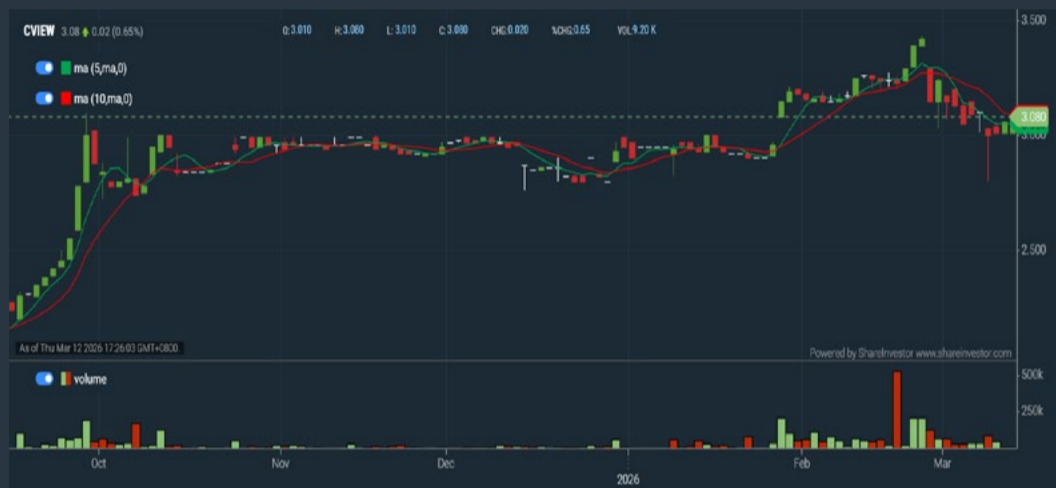 CVIEW 3.08 0.02 (0.65%) O:3.010 H:3.080 L:3.010 C:3.080 CHG:0.020 %CHG:0.65 VOL:9.20 K
ma (5,ma,0)
ma (10,ma,0)
3.500
3.080
3.000
2.500
As of Thu Mar 12 2026 17:26:03 GMT+0800
Powered by ShareInvestor www.shareinvestor.com
volume
500k
250k
Oct Nov Dec Feb Mar
2026